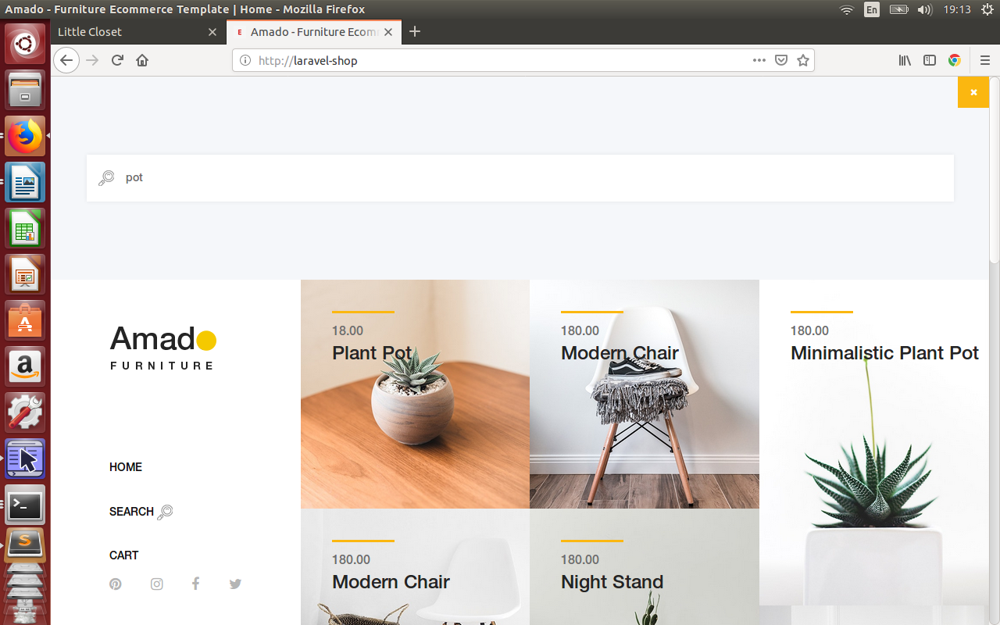 Amado - Furniture Ecommerce Template | Home - Mozilla Firefox
En
19:13
Little Closet
E
Amado - Furniture Ecom
http://laravel-shop
pot
Amado
FURNITURE
HOME
SEARCH
CART
18.00
Plant Pot
180.00
Modern Chair
180.00
Minimalistic Plant Pot
180.00
Modern Chair
180.00
Night Stand